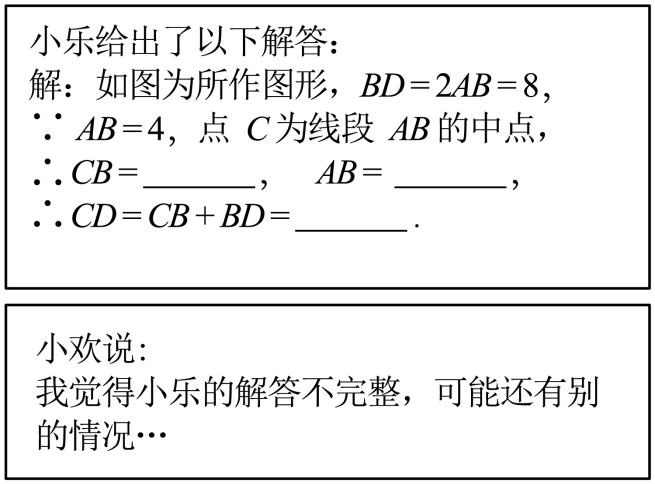 小乐给出了以下解答：
解：如图为所作图形，BD=2AB=8，
∵ AB=4，点 C为线段 AB的中点，
∴CB=______， AB= ______，
∴CD=CB+BD=______.
小欢说:
我觉得小乐的解答不完整，可能还有别
的情况…